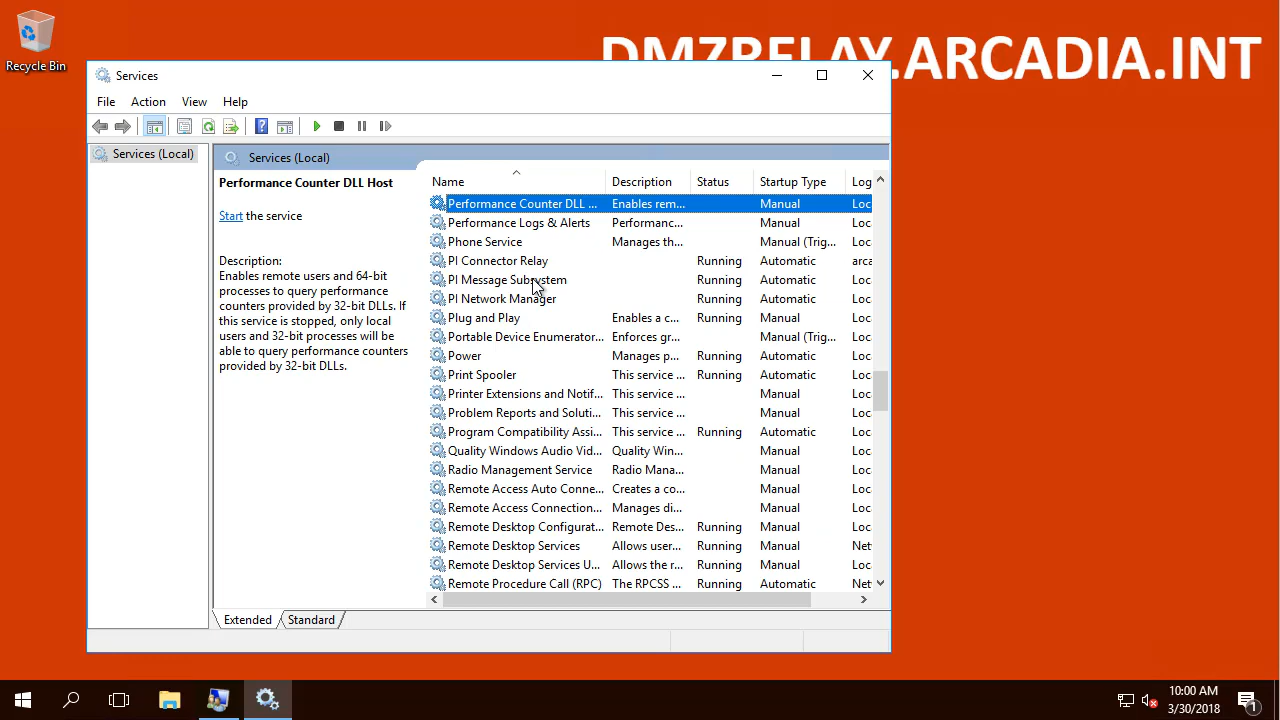 DMZRELAY.ARCADIA.INT
Recycle Bin
Services
File Action View Help
Services (Local)
Services (Local)
Performance Counter DLL Host
Start the service
Description:
Enables remote users and 64-bit
processes to query performance
counters provided by 32-bit DLLs. If
this service is stopped, only local
users and 32-bit processes will be
able to query performance counters
provided by 32-bit DLLs.
Name Description Status Startup Type Log
Performance Counter DLL ... Enables rem... Manual Loc
Performance Logs & Alerts Performanc... Manual Loc
Phone Service Manages th... Manual (Trig... Loc
PI Connector Relay Running Automatic arca
PI Message Subsystem Running Automatic Loc
PI Network Manager Running Automatic Loc
Plug and Play Enables a c... Running Manual Loc
Portable Device Enumerator... Enforces gr... Manual (Trig... Loc
Power Manages p... Running Automatic Loc
Print Spooler This service ... Running Automatic Loc
Printer Extensions and Notif... This service ... Manual Loc
Problem Reports and Soluti... This service ... Manual Loc
Program Compatibility Assi... This service ... Running Automatic Loc
Quality Windows Audio Vid... Quality Win... Manual Loc
Radio Management Service Radio Mana... Manual Loc
Remote Access Auto Conne... Creates a co... Manual Loc
Remote Access Connection... Manages di... Manual Loc
Remote Desktop Configurat... Remote Des... Running Manual Loc
Remote Desktop Services Allows user... Running Manual Net
Remote Desktop Services U... Allows the r... Running Manual Loc
Remote Procedure Call (RPC) The RPCSS ... Running Automatic Net
Extended Standard
10:00 AM
3/30/2018
1